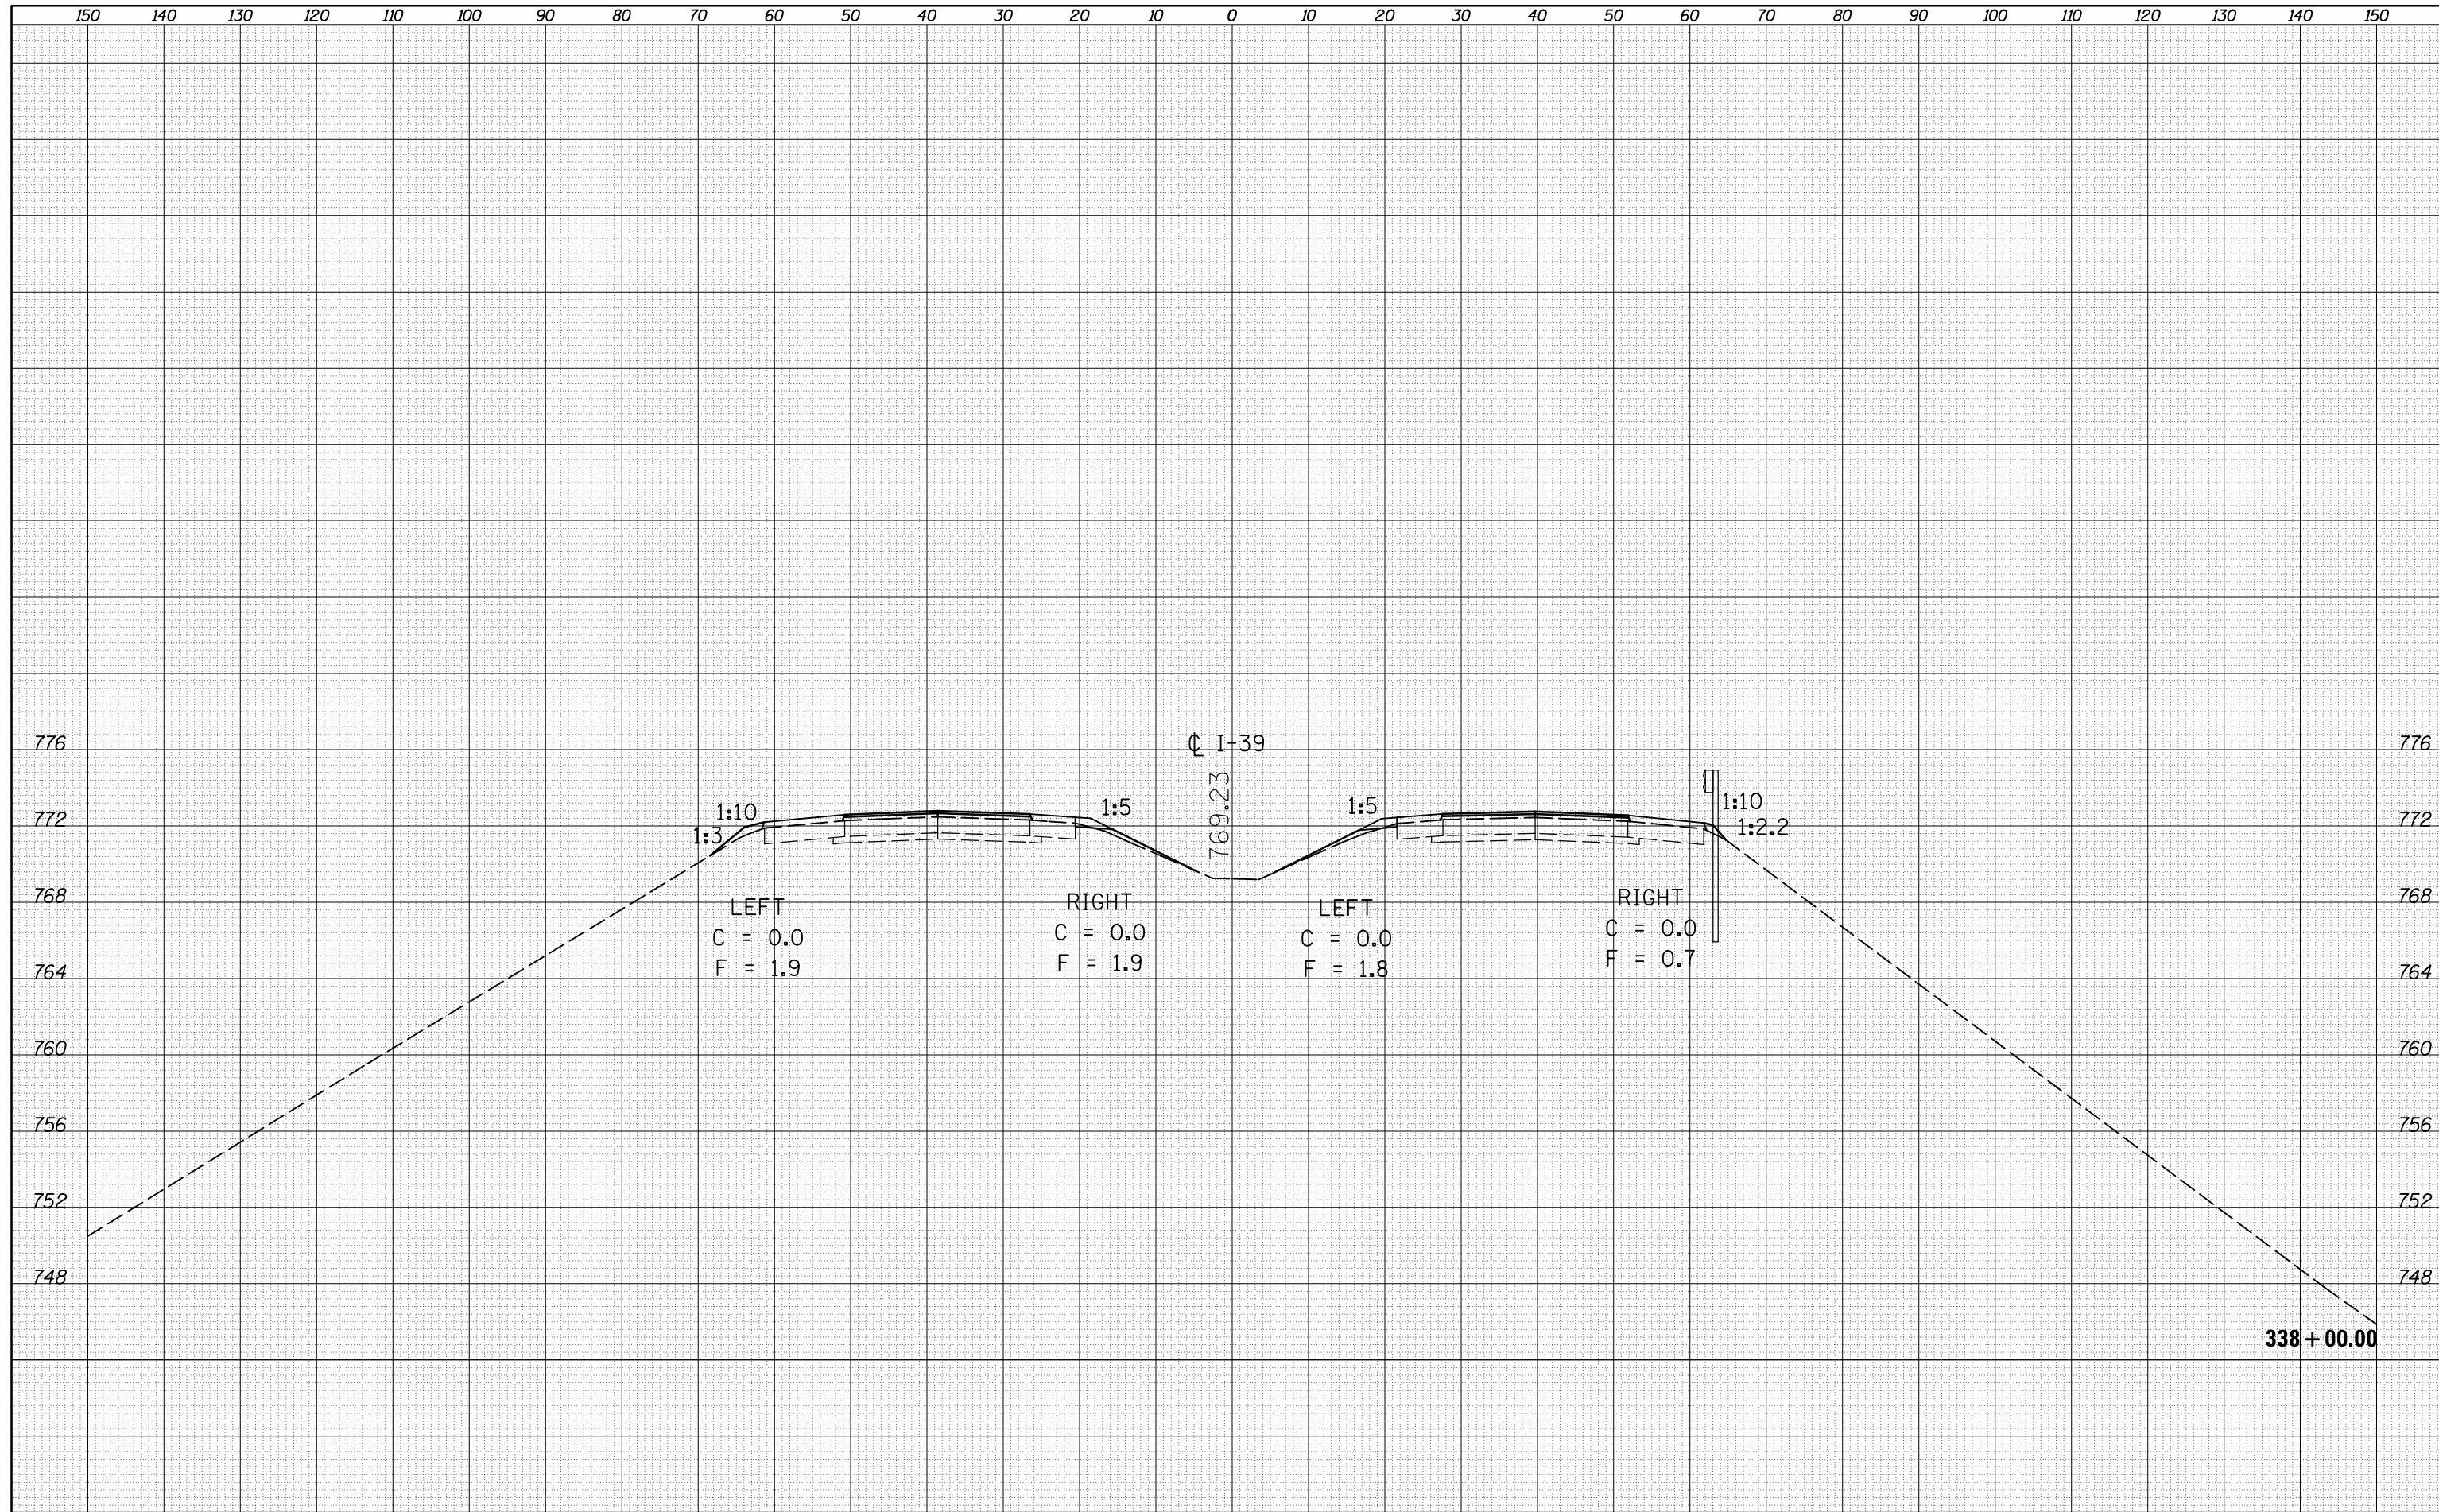 150 140 130 120 110 100 90 80 70 60 50 40 30 20 10 0 10 20 30 40 50 60 70 80 90 100 110 120 130 140 150
776 ℄ I-39 776
769.23
772 1:10 1:5 1:5 1:10 772
1:3 1:2.2
768 LEFT RIGHT LEFT RIGHT 768
C = 0.0 C = 0.0 C = 0.0 C = 0.0
F = 1.9 F = 1.9 F = 1.8 F = 0.7
764 764
760 760
756 756
752 752
748 748
338+00.00